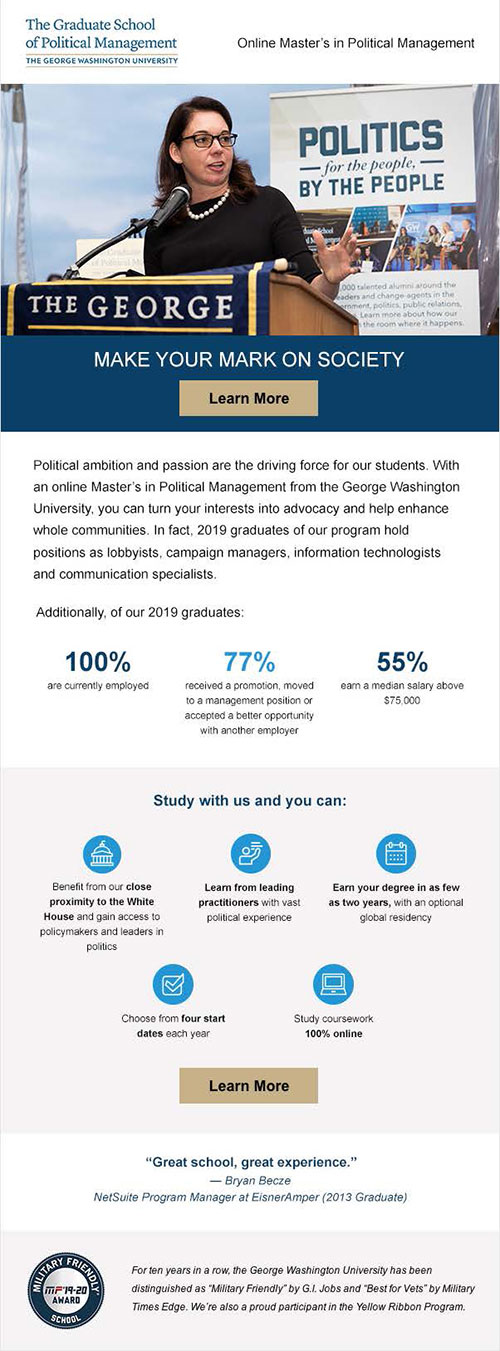 The Graduate School
of Political Management
THE GEORGE WASHINGTON UNIVERSITY
Online Master's in Political Management
POLITICS
for the people,
BY THE PEOPLE
,000 talented alumni around the
eaders and change-agents in the
ernment, politics, public relations,
Learn more about how our
the room where it happens.
THE GEORGE
MAKE YOUR MARK ON SOCIETY
Learn More
Political ambition and passion are the driving force for our students. With
an online Master's in Political Management from the George Washington
University, you can turn your interests into advocacy and help enhance
whole communities. In fact, 2019 graduates of our program hold
positions as lobbyists, campaign managers, information technologists
and communication specialists.
Additionally, of our 2019 graduates:
100%
are currently employed
77%
received a promotion, moved
to a management position or
accepted a better opportunity
with another employer
55%
earn a median salary above
$75,000
Study with us and you can:
Benefit from our close
proximity to the White
House and gain access to
policymakers and leaders in
politics
Learn from leading
practitioners with vast
political experience
Earn your degree in as few
as two years, with an optional
global residency
Choose from four start
dates each year
Study coursework
100% online
Learn More
“Great school, great experience.”
— Bryan Becze
NetSuite Program Manager at EisnerAmper (2013 Graduate)
MILITARY FRIENDLY
MF'19-20
AWARD
SCHOOL
For ten years in a row, the George Washington University has been
distinguished as “Military Friendly” by G.I. Jobs and “Best for Vets” by Military
Times Edge. We're also a proud participant in the Yellow Ribbon Program.